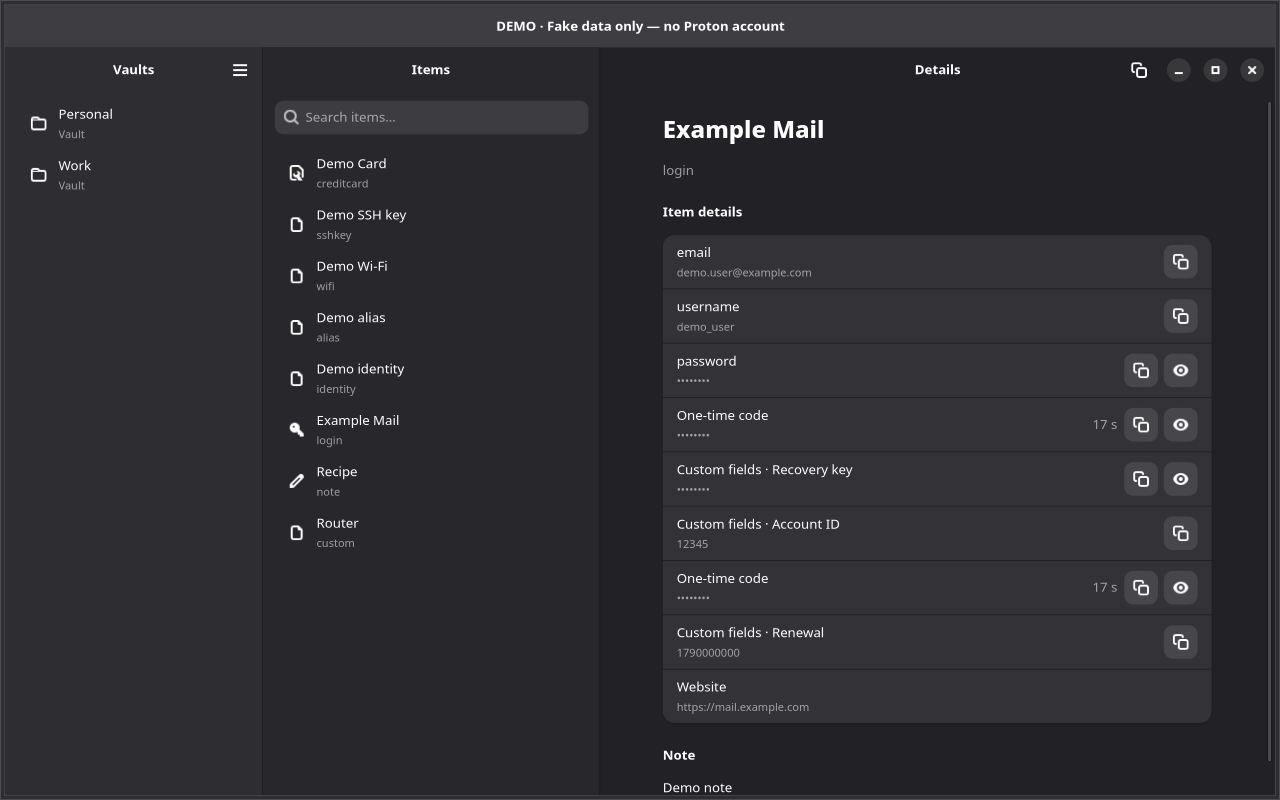 DEMO · Fake data only — no Proton account
Vaults
Personal
Vault
Work
Vault
Items
Search items...
Demo Card
creditcard
Demo SSH key
sshkey
Demo Wi-Fi
wifi
Demo alias
alias
Demo identity
identity
Example Mail
login
Recipe
note
Router
custom
Details
Example Mail
login
Item details
email
demo.user@example.com
username
demo_user
password
••••••••
One-time code
••••••••
17 s
Custom fields · Recovery key
••••••••
Custom fields · Account ID
12345
One-time code
••••••••
17 s
Custom fields · Renewal
1790000000
Website
https://mail.example.com
Note
Demo note